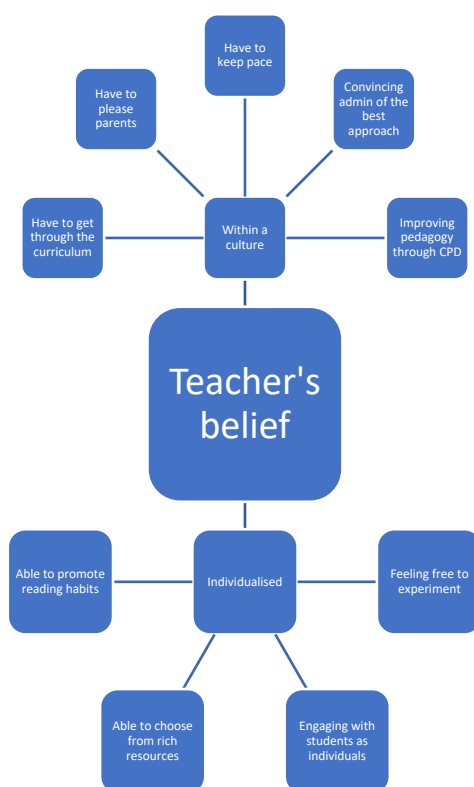 Have to
keep pace
Have to
please
parents
Convincing
admin of the
best
approach
Have to get
through the
curriculum
Within a
culture
Improving
pedagogy
through CPD
Teacher's
belief
Able to promote
reading habits
Individualised
Feeling free to
experiment
Able to choose
from rich
resources
Engaging with
students as
individuals